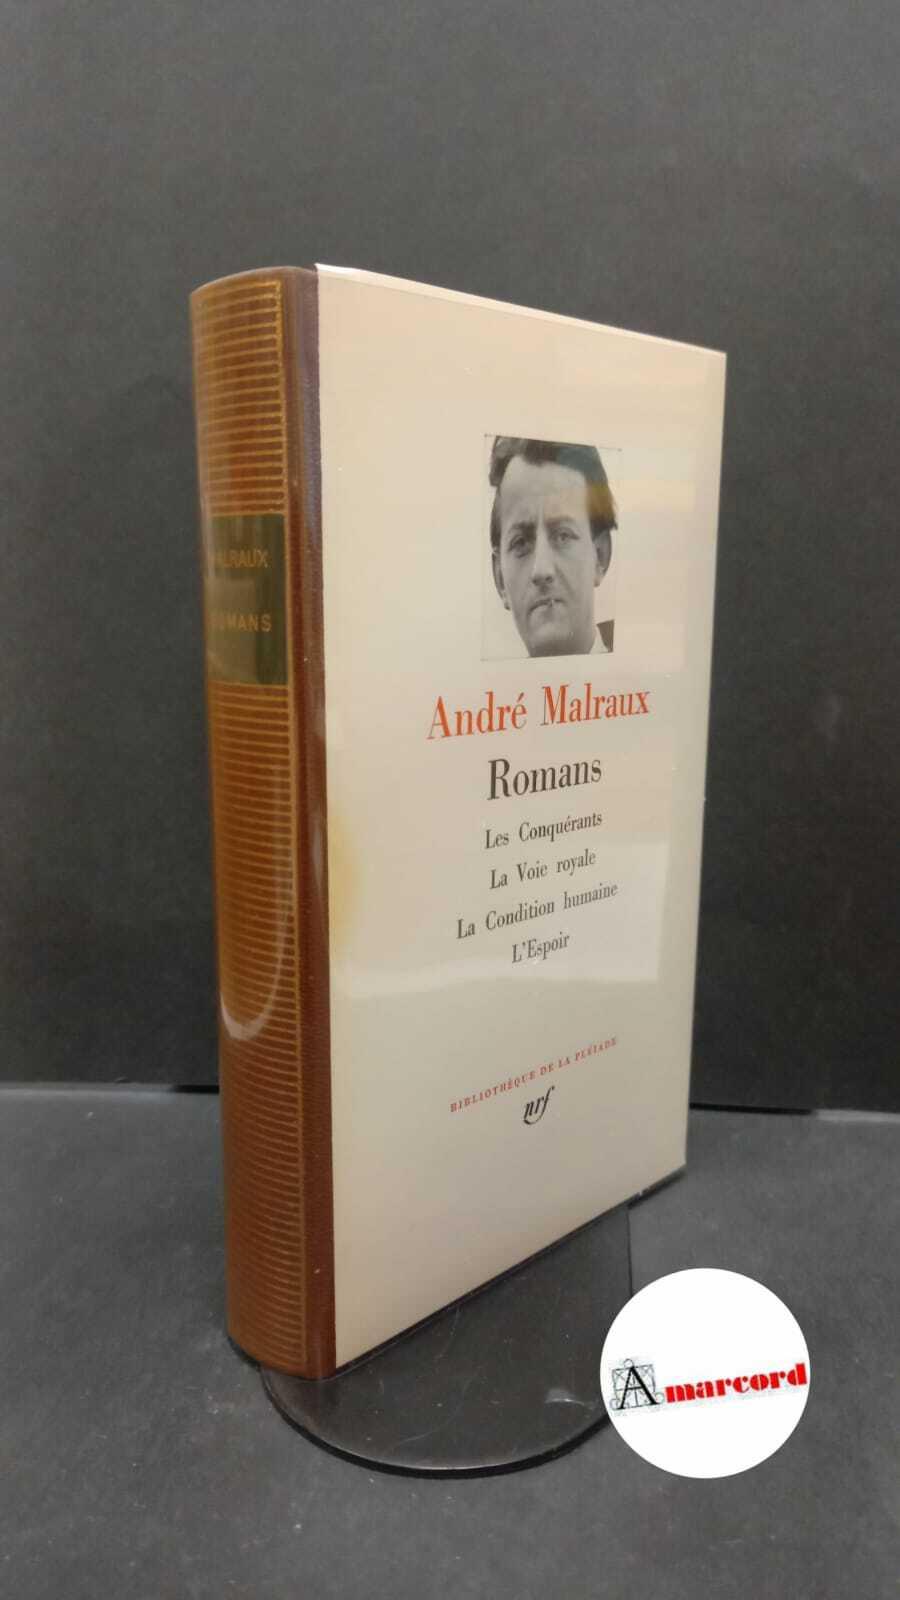 MALRAUX
ROMANS
André Malraux
Romans
Les Conquérants
La Voie royale
La Condition humaine
L'Espoir
BIBLIOTHÈQUE DE LA PLÉIADE
nrf
Amarcord